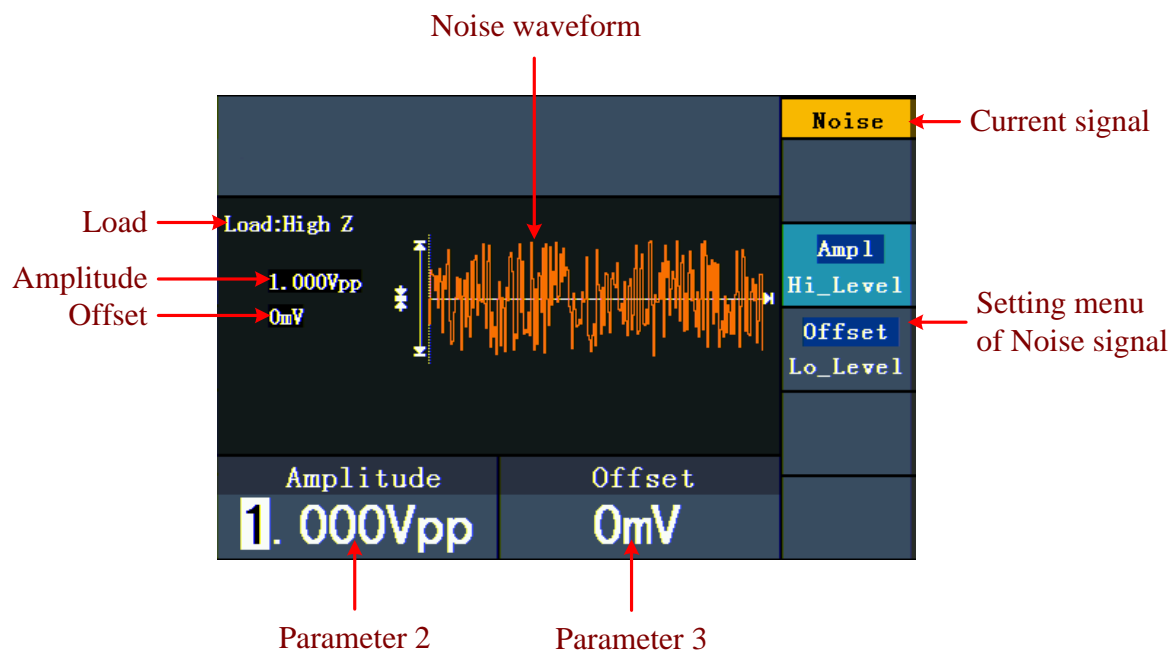 Noise waveform
Noise
Current signal
Load
Load:High Z
Amplitude
1.000Vpp
Offset
0mV
Ampl
Hi_Level
Offset
Lo_Level
Setting menu
of Noise signal
Amplitude
Offset
1.000Vpp
0mV
Parameter 2
Parameter 3